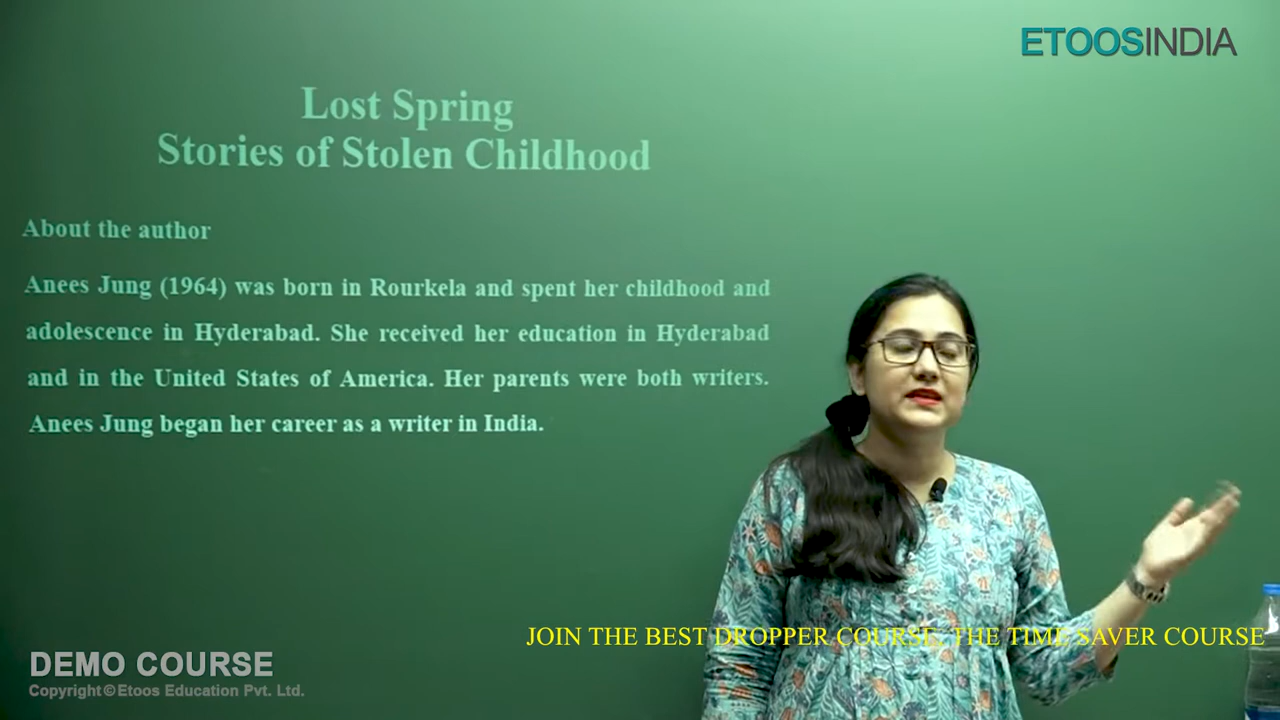 ETOOSINDIA
Lost Spring
Stories of Stolen Childhood
About the author
Anees Jung (1964) was born in Rourkela and spent her childhood and
adolescence in Hyderabad. She received her education in Hyderabad
and in the United States of America. Her parents were both writers.
Anees Jung began her career as a writer in India.
JOIN THE BEST DROPPER COURSE, THE TIME SAVER COURSE
DEMO COURSE
Copyright © Etoos Education Pvt. Ltd.